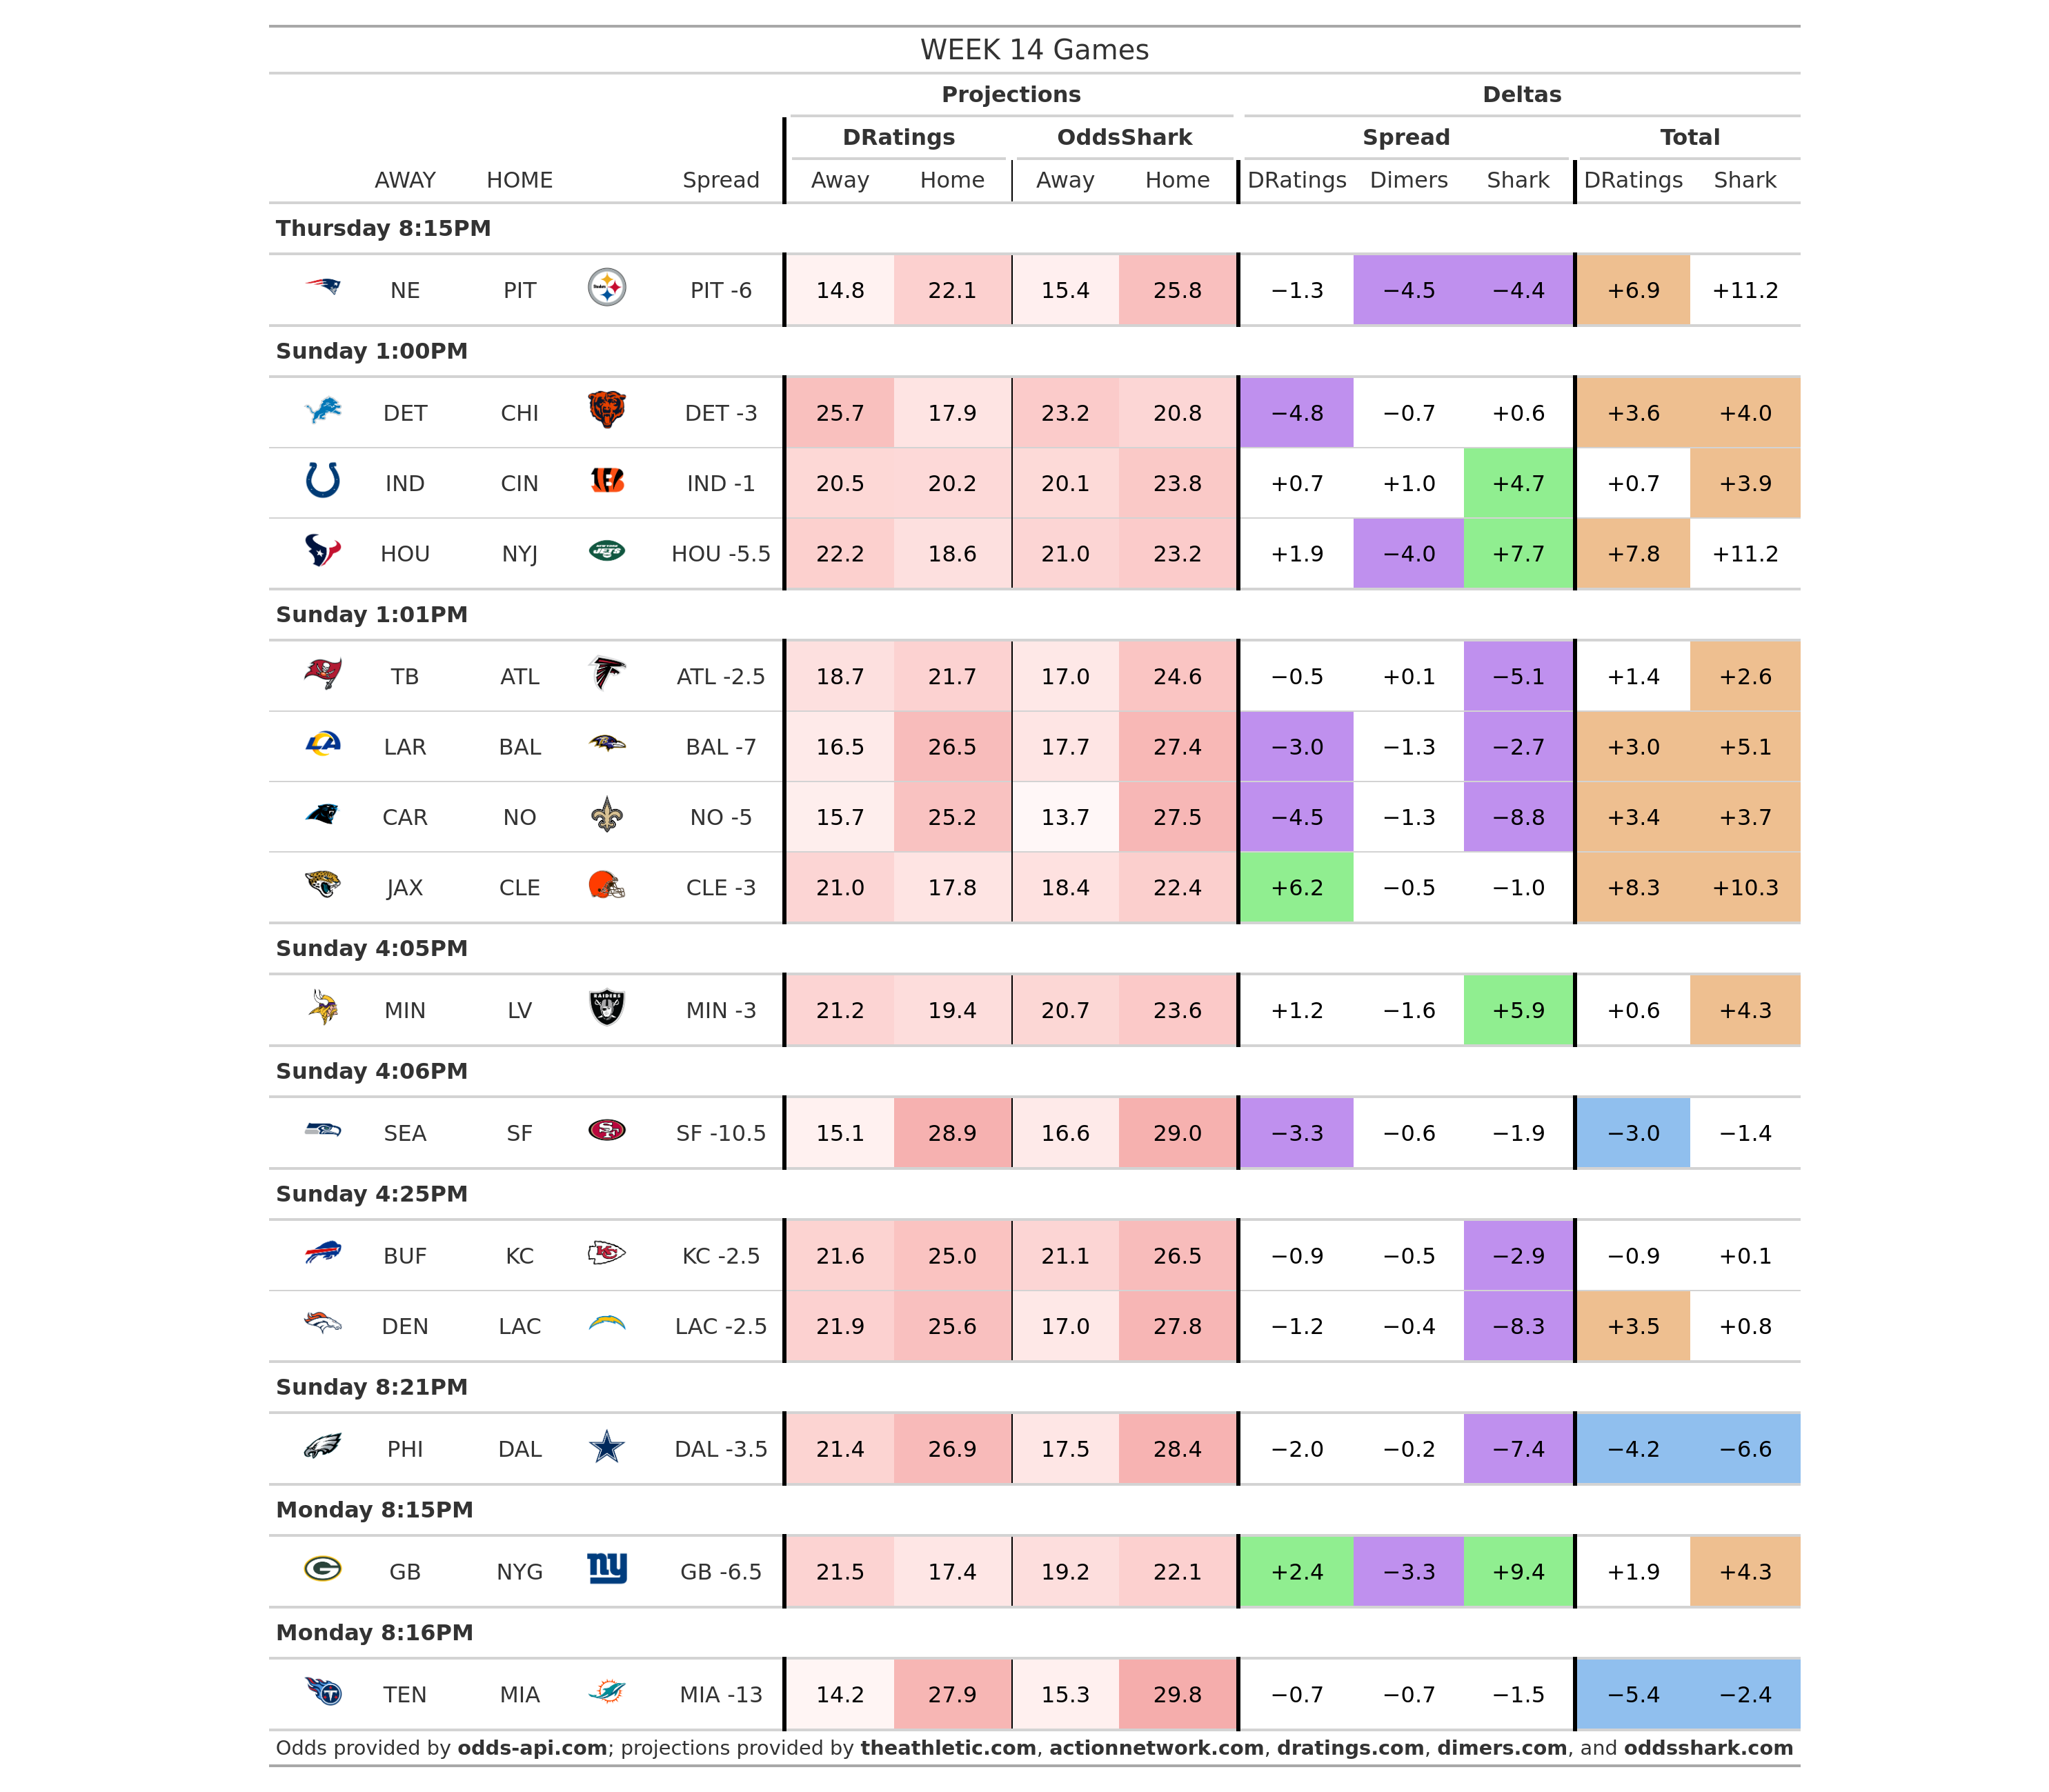 WEEK 14 Games
Projections Deltas
DRatings OddsShark Spread Total
AWAY HOME Spread Away Home Away Home DRatings Dimers Shark DRatings Shark
Thursday 8:15PM
NE PIT PIT -6 14.8 22.1 15.4 25.8 −1.3 −4.5 −4.4 +6.9 +11.2
Sunday 1:00PM
DET CHI DET -3 25.7 17.9 23.2 20.8 −4.8 −0.7 +0.6 +3.6 +4.0
IND CIN IND -1 20.5 20.2 20.1 23.8 +0.7 +1.0 +4.7 +0.7 +3.9
HOU NYJ HOU -5.5 22.2 18.6 21.0 23.2 +1.9 −4.0 +7.7 +7.8 +11.2
Sunday 1:01PM
TB ATL ATL -2.5 18.7 21.7 17.0 24.6 −0.5 +0.1 −5.1 +1.4 +2.6
LAR BAL BAL -7 16.5 26.5 17.7 27.4 −3.0 −1.3 −2.7 +3.0 +5.1
CAR NO NO -5 15.7 25.2 13.7 27.5 −4.5 −1.3 −8.8 +3.4 +3.7
JAX CLE CLE -3 21.0 17.8 18.4 22.4 +6.2 −0.5 −1.0 +8.3 +10.3
Sunday 4:05PM
MIN LV MIN -3 21.2 19.4 20.7 23.6 +1.2 −1.6 +5.9 +0.6 +4.3
Sunday 4:06PM
SEA SF SF -10.5 15.1 28.9 16.6 29.0 −3.3 −0.6 −1.9 −3.0 −1.4
Sunday 4:25PM
BUF KC KC -2.5 21.6 25.0 21.1 26.5 −0.9 −0.5 −2.9 −0.9 +0.1
DEN LAC LAC -2.5 21.9 25.6 17.0 27.8 −1.2 −0.4 −8.3 +3.5 +0.8
Sunday 8:21PM
PHI DAL DAL -3.5 21.4 26.9 17.5 28.4 −2.0 −0.2 −7.4 −4.2 −6.6
Monday 8:15PM
GB NYG GB -6.5 21.5 17.4 19.2 22.1 +2.4 −3.3 +9.4 +1.9 +4.3
Monday 8:16PM
TEN MIA MIA -13 14.2 27.9 15.3 29.8 −0.7 −0.7 −1.5 −5.4 −2.4
Odds provided by odds-api.com; projections provided by theathletic.com, actionnetwork.com, dratings.com, dimers.com, and oddsshark.com